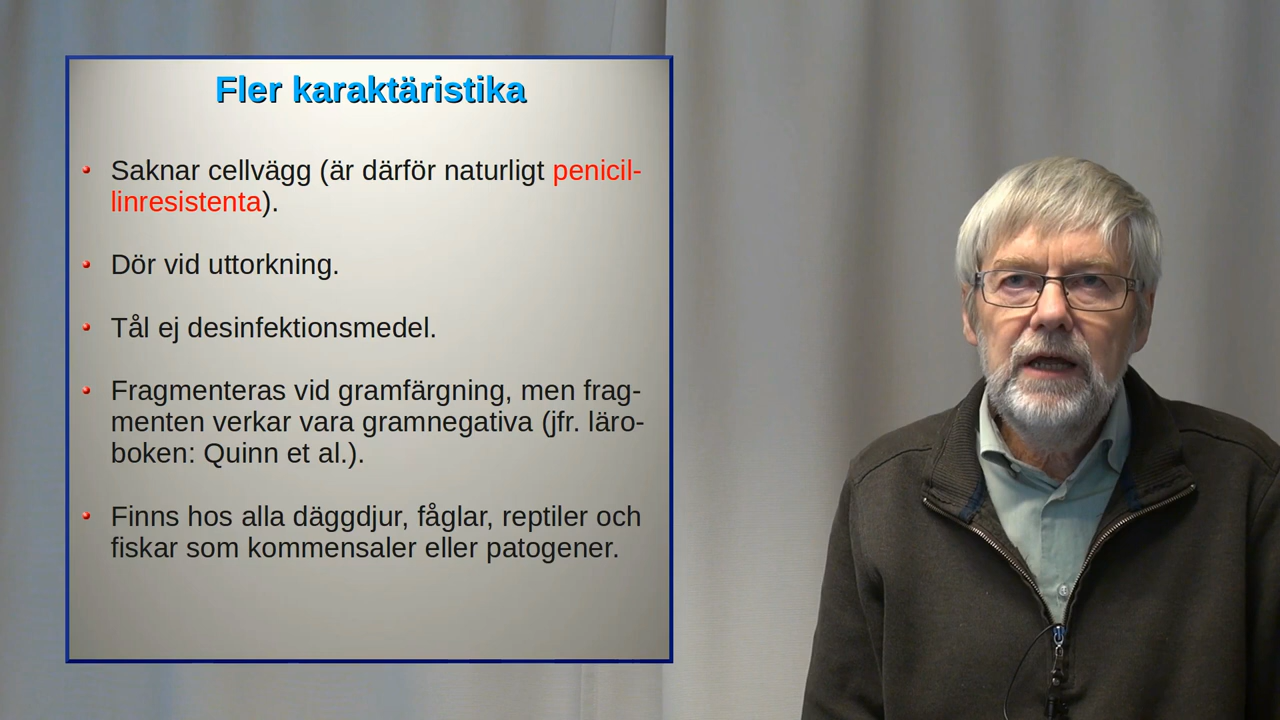 Fler karaktäristika
Saknar cellvägg (är därför naturligt penicil-
linresistenta).
Dör vid uttorkning.
Tål ej desinfektionsmedel.
Fragmenteras vid gramfärgning, men frag-
menten verkar vara gramnegativa (jfr. läro-
boken: Quinn et al.).
Finns hos alla däggdjur, fåglar, reptiler och
fiskar som kommensaler eller patogener.